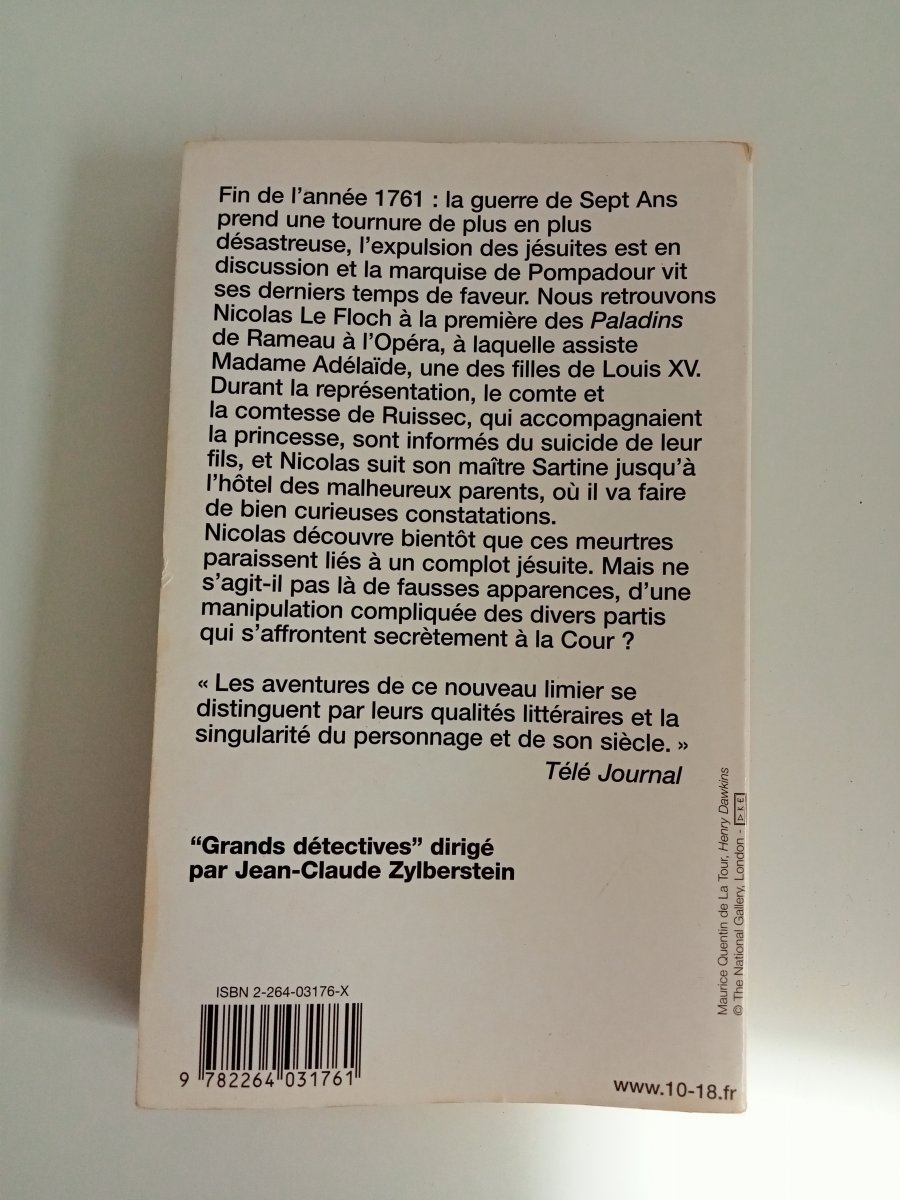 Fin de l'année 1761 : la guerre de Sept Ans
prend une tournure de plus en plus
désastreuse, l'expulsion des jésuites est en
discussion et la marquise de Pompadour vit
ses derniers temps de faveur. Nous retrouvons
Nicolas Le Floch à la première des Paladins
de Rameau à l'Opéra, à laquelle assiste
Madame Adélaïde, une des filles de Louis XV.
Durant la représentation, le comte et
la comtesse de Ruissec, qui accompagnaient
la princesse, sont informés du suicide de leur
fils, et Nicolas suit son maître Sartine jusqu'à
l'hôtel des malheureux parents, où il va faire
de bien curieuses constatations.
Nicolas découvre bientôt que ces meurtres
paraissent liés à un complot jésuite. Mais ne
s'agit-il pas là de fausses apparences, d'une
manipulation compliquée des divers partis
qui s'affrontent secrètement à la Cour ?
« Les aventures de ce nouveau limier se
distinguent par leurs qualités littéraires et la
singularité du personnage et de son siècle. »
Télé Journal
“Grands détectives” dirigé
par Jean-Claude Zylberstein
Maurice Quentin de La Tour, Henry Dawkins
© The National Gallery, London -
ISBN 2-264-03176-X
9 782264 031761
www.10-18.fr